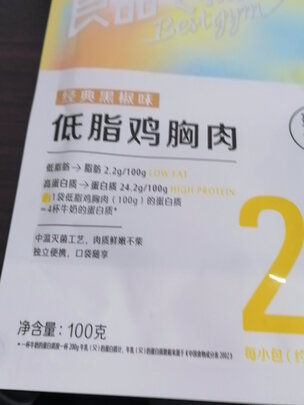 食品
Bestgym
经典黑椒味
低脂鸡胸肉
低脂肪 → 脂肪 2.2g/100g LOW FAT
高蛋白质 → 蛋白质 24.2g/100g HIGH PROTEIN
1袋低脂鸡胸肉（100g）的蛋白质
≈4杯牛奶的蛋白质*
中温灭菌工艺，肉质鲜嫩不柴
独立便携，口袋随享
2
净含量：100克
每小包（约